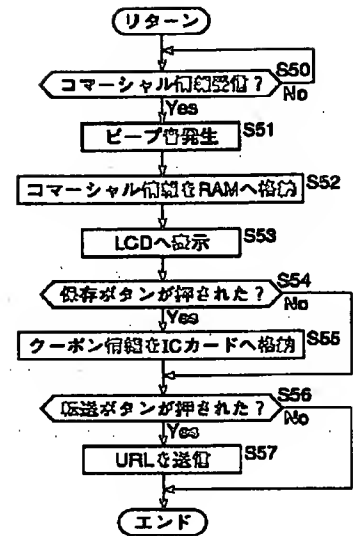 リターン
S50
コマーシャル情報受信？
No
Yes
ビープ音発生
S51
S52
コマーシャル情報をRAMへ格納
LCDへ表示
S53
S54
保存ボタンが押された？
No
Yes
S55
クーポン情報をICカードへ格納
S56
転送ボタンが押された？
No
Yes
URLを送信
S57
エンド